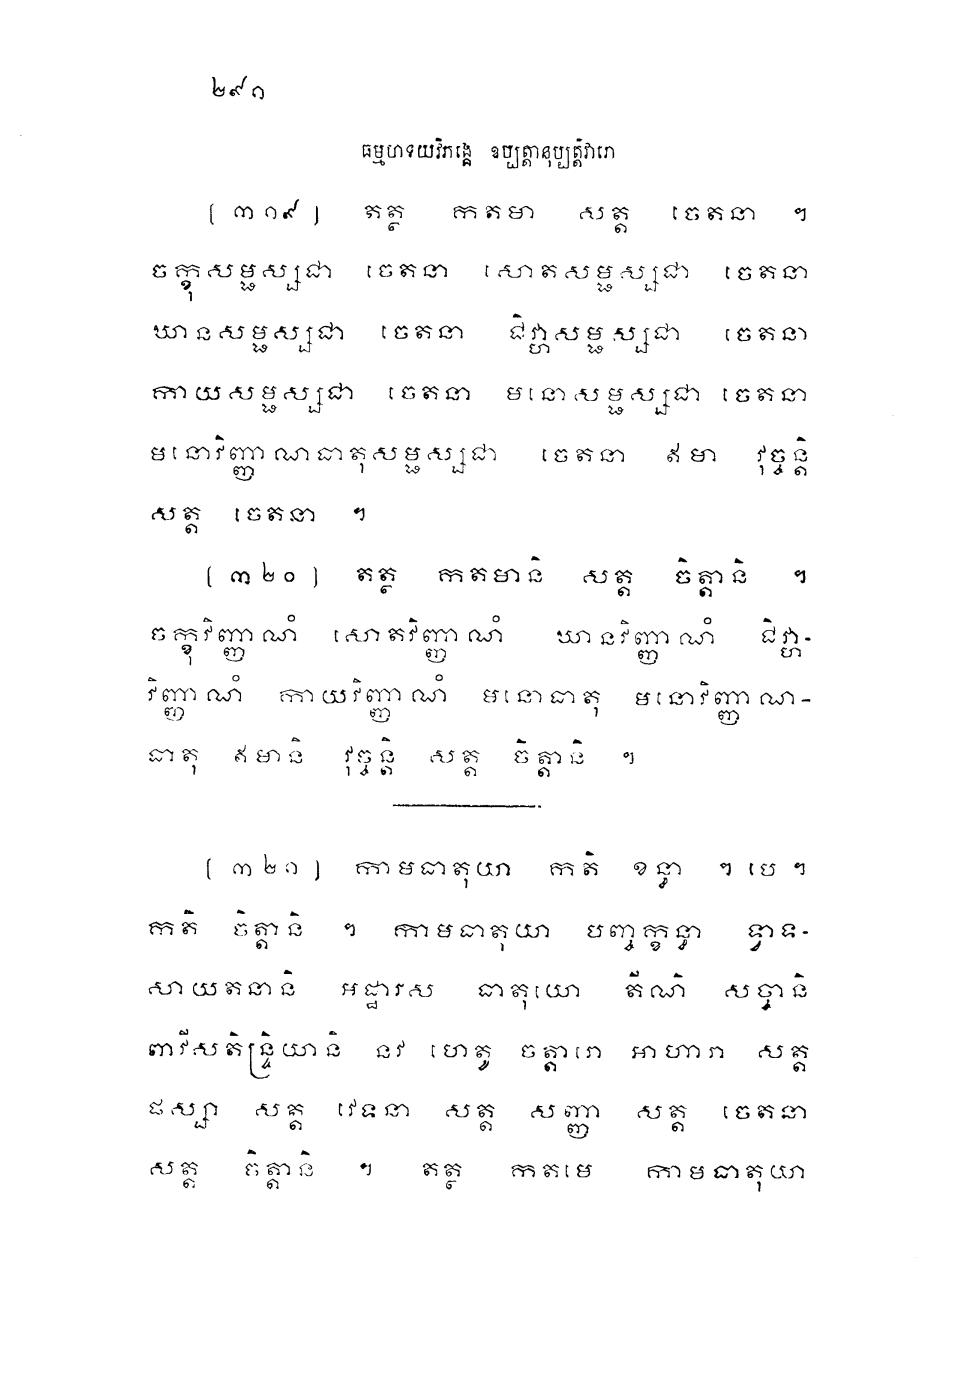 ២៩១
ធម្មហទយវិភង្គេ ឧប្បត្តានុប្បត្តិវារោ
(៣១៩) តត្ថ កតមា សត្ត ចេតនា ។
ចក្ខុសម្ផស្សជា ចេតនា សោតសម្ផស្សជា ចេតនា
ឃានសម្ផស្សជា ចេតនា ជិវ្ហាសម្ផស្សជា ចេតនា
កាយសម្ផស្សជា ចេតនា មនោសម្ផស្សជា ចេតនា
មនោវិញ្ញាណធាតុសម្ផស្សជា ចេតនា ឥមា វុច្ចន្តិ
សត្ត ចេតនា ។
(៣២០) តត្ថ កតមានិ សត្ត ចិត្តានិ ។
ចក្ខុវិញ្ញាណំ សោតវិញ្ញាណំ ឃានវិញ្ញាណំ ជិវ្ហា-
វិញ្ញាណំ កាយវិញ្ញាណំ មនោធាតុ មនោវិញ្ញាណ-
ធាតុ ឥមានិ វុច្ចន្តិ សត្ត ចិត្តានិ ។
(៣២១) កាមធាតុយា កតិ ខន្ធា ។ បេ ។
កតិ ចិត្តានិ ។ កាមធាតុយា បញ្ចក្ខន្ធា ទ្វាទ-
សាយតនានិ អដ្ឋារស ធាតុយោ តីណិ សច្ចានិ
ពាវីសតិន្ទ្រិយានិ នវ ហេតូ ចត្តារោ អាហារា សត្ត
ផស្សា សត្ត វេទនា សត្ត សញ្ញា សត្ត ចេតនា
សត្ត ចិត្តានិ ។ តត្ថ កតមេ កាមធាតុយា